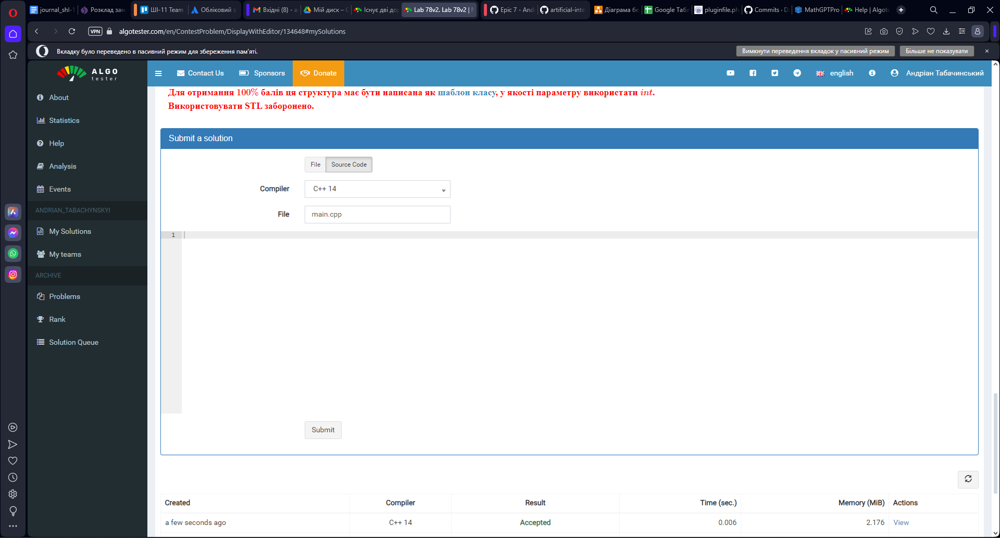 journal_shl-1
Розклад зан
ШІ-11 Team
Обліковий з
Вхідні (8) - a
Мій диск – G
Існує дві до
Lab 78v2. Lab 78v2 |
Epic 7 - And
artificial-inte
Діаграма бе
Google Табл
pluginfile.ph
Commits · D
MathGPTPro
Help | Algote
VPN
algotester.com/en/ContestProblem/DisplayWithEditor/134648#mySolutions
Вкладку було переведено в пасивний режим для збереження пам’яті.
Вимкнути переведення вкладок у пасивний режим
Більше не показувати
ALGO
tester
Contact Us
Sponsors
Donate
english
Андріан Табачинський
About
Statistics
Help
Analysis
Events
ANDRIAN_TABACHYNSKYI
My Solutions
My teams
ARCHIVE
Problems
Rank
Solution Queue
Для отримання 100% балів ця структура має бути написана як шаблон класу, у якості параметру використати int.
Використовувати STL заборонено.
Submit a solution
File
Source Code
Compiler
C++ 14
File
main.cpp
1
Submit
Created Compiler Result Time (sec.) Memory (MiB) Actions
a few seconds ago C++ 14 Accepted 0.006 2.176 View